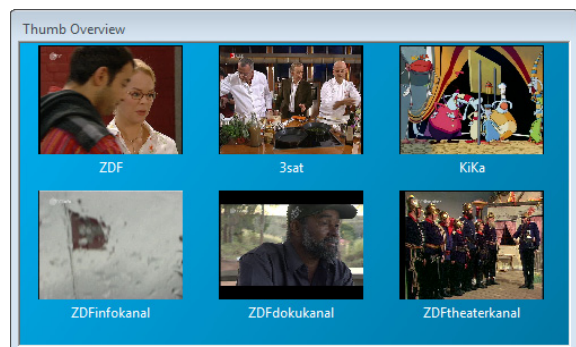 Thumb Overview
ZDF
3sat
KiKa
ZDFinfokanal
ZDFdokukanal
ZDFtheaterkanal